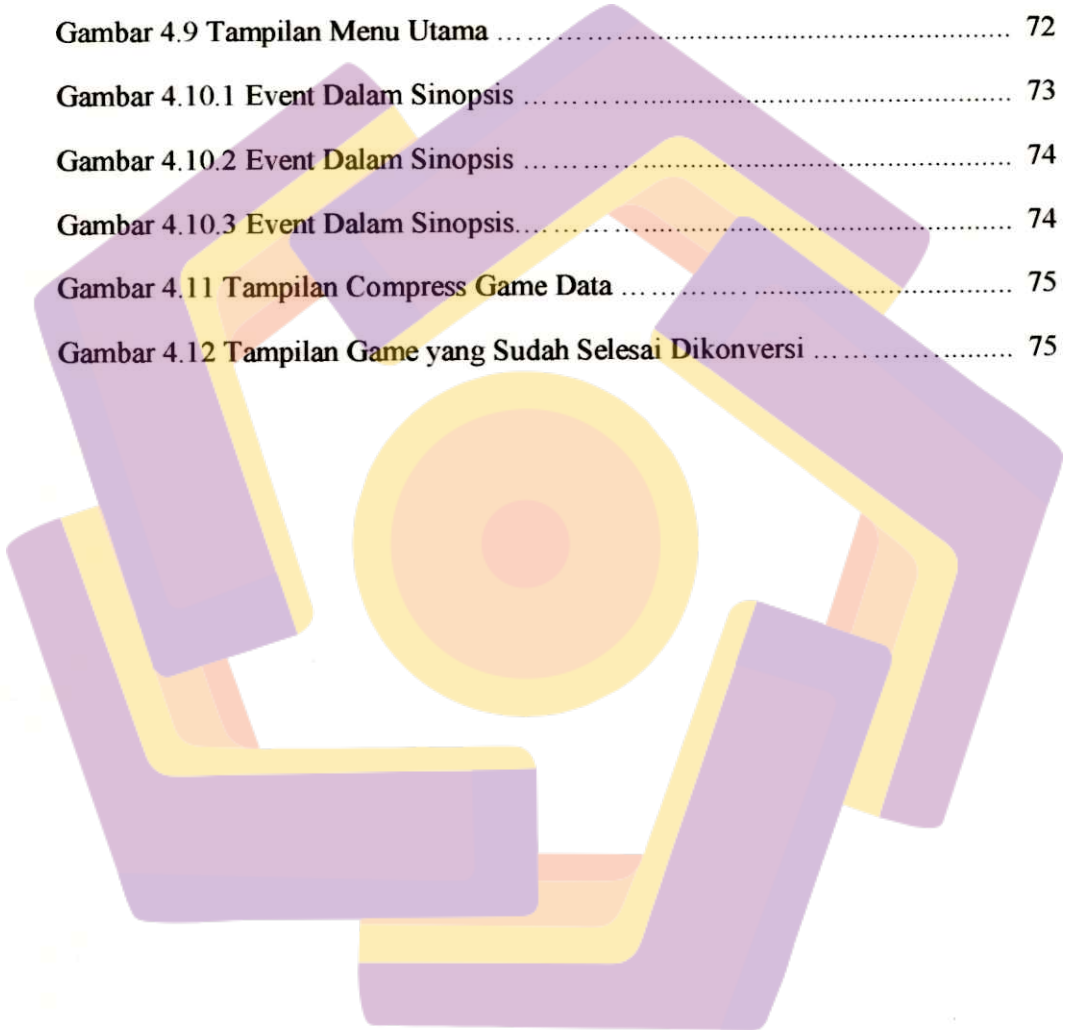 Gambar 4.9 Tampilan Menu Utama ........................................................ 72
Gambar 4.10.1 Event Dalam Sinopsis ........................................................ 73
Gambar 4.10.2 Event Dalam Sinopsis ........................................................ 74
Gambar 4.10.3 Event Dalam Sinopsis........................................................ 74
Gambar 4.11 Tampilan Compress Game Data ............................................ 75
Gambar 4.12 Tampilan Game yang Sudah Selesai Dikonversi ...................... 75